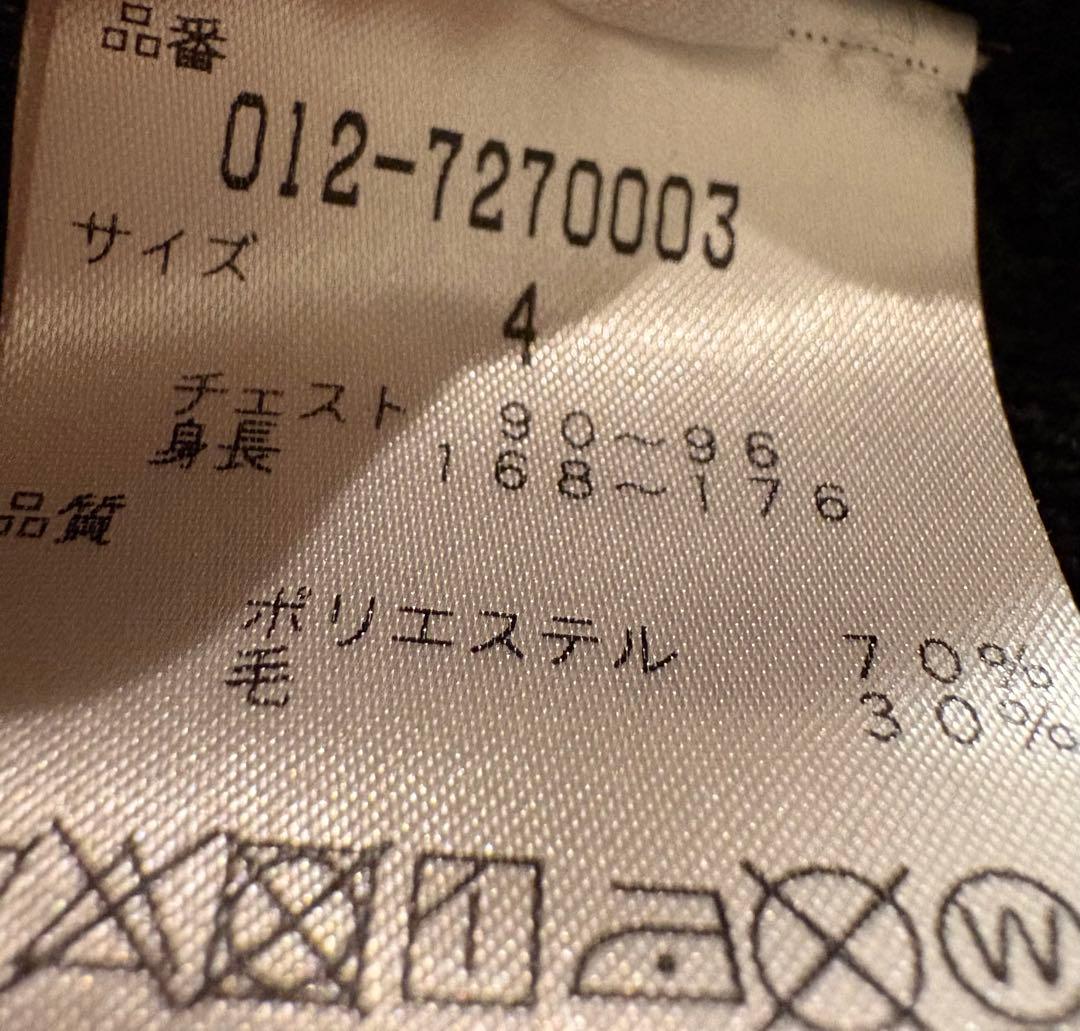 品番
012-7270003
サイズ
4
チェスト 90～96
身長 168～176
品質
ポリエステル 70%
毛 30%
W